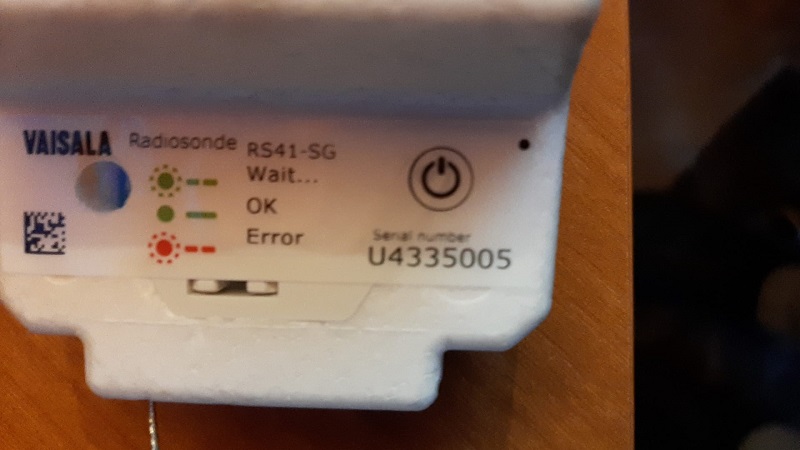 VAISALA Radiosonde RS41-SG
Wait...
OK
Error
Serial number
U4335005